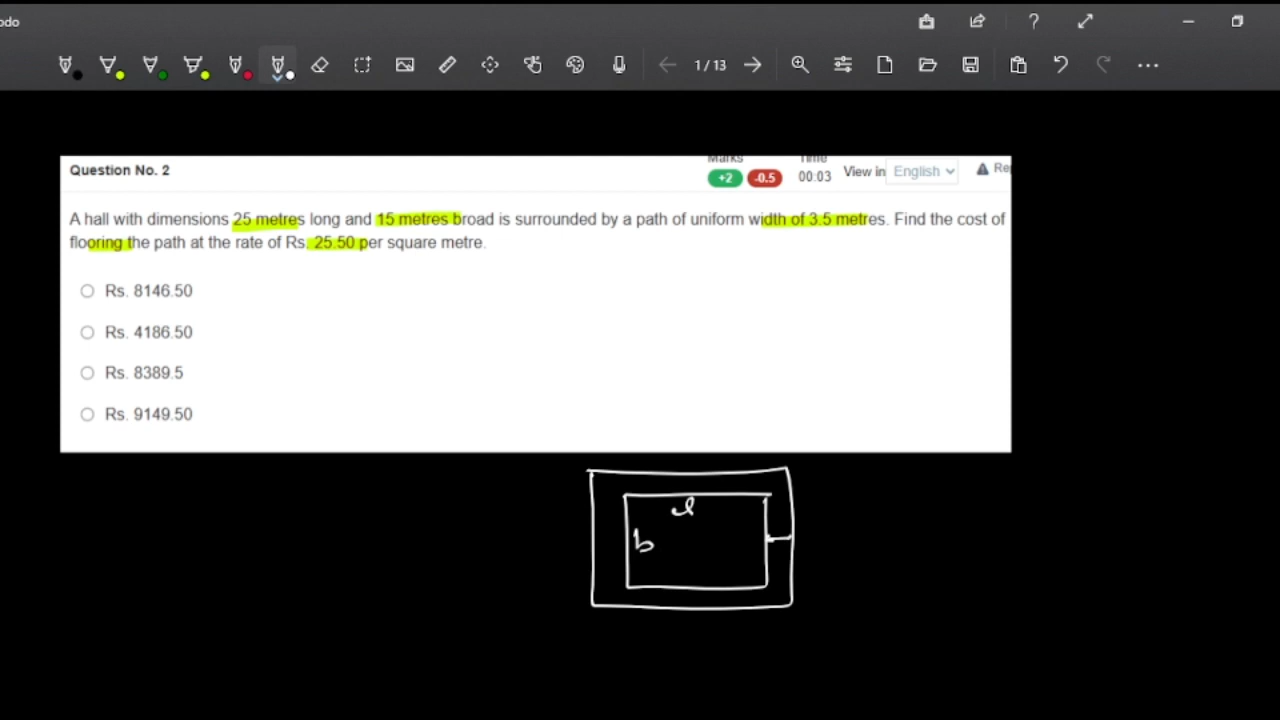 odo
?
1 / 13
Question No. 2
Marks
Time
+2
-0.5
00:03
View in
English
Re
A hall with dimensions 25 metres long and 15 metres broad is surrounded by a path of uniform width of 3.5 metres. Find the cost of
flooring the path at the rate of Rs. 25.50 per square metre.
Rs. 8146.50
Rs. 4186.50
Rs. 8389.5
Rs. 9149.50
l
b